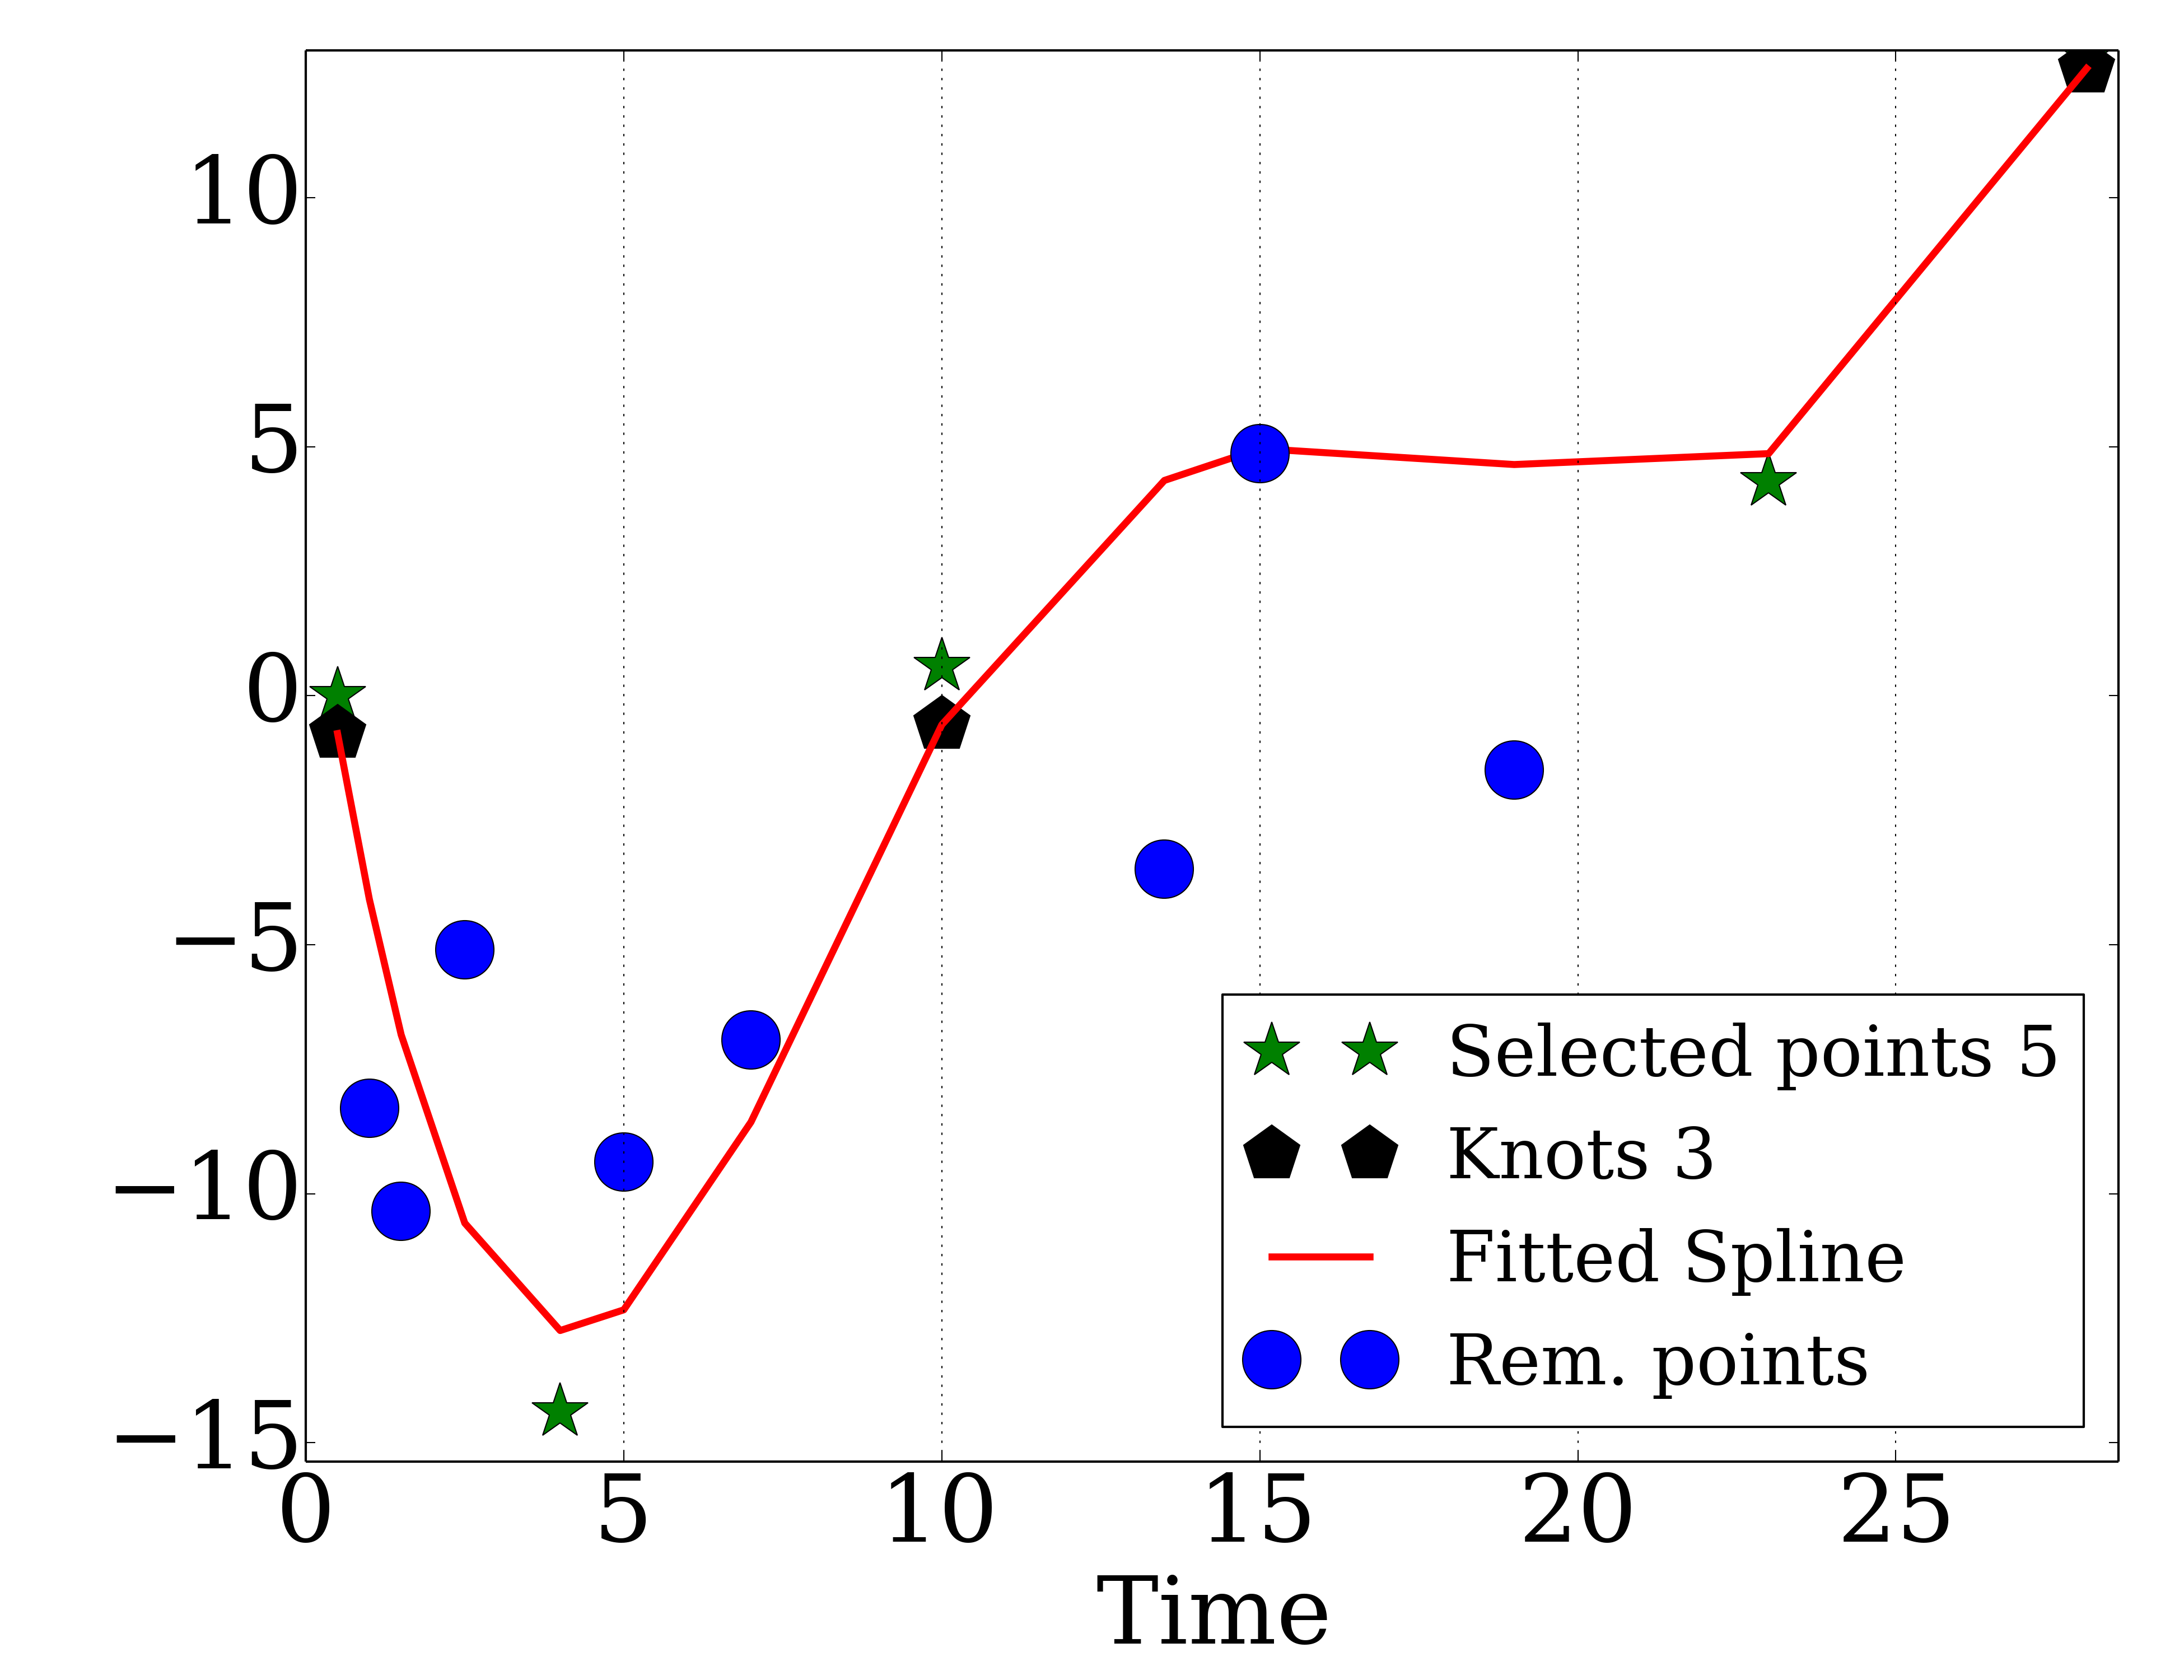 10
5
0
−5
−10
−15
0 5 10 15 20 25
Time
Selected points 5
Knots 3
Fitted Spline
Rem. points